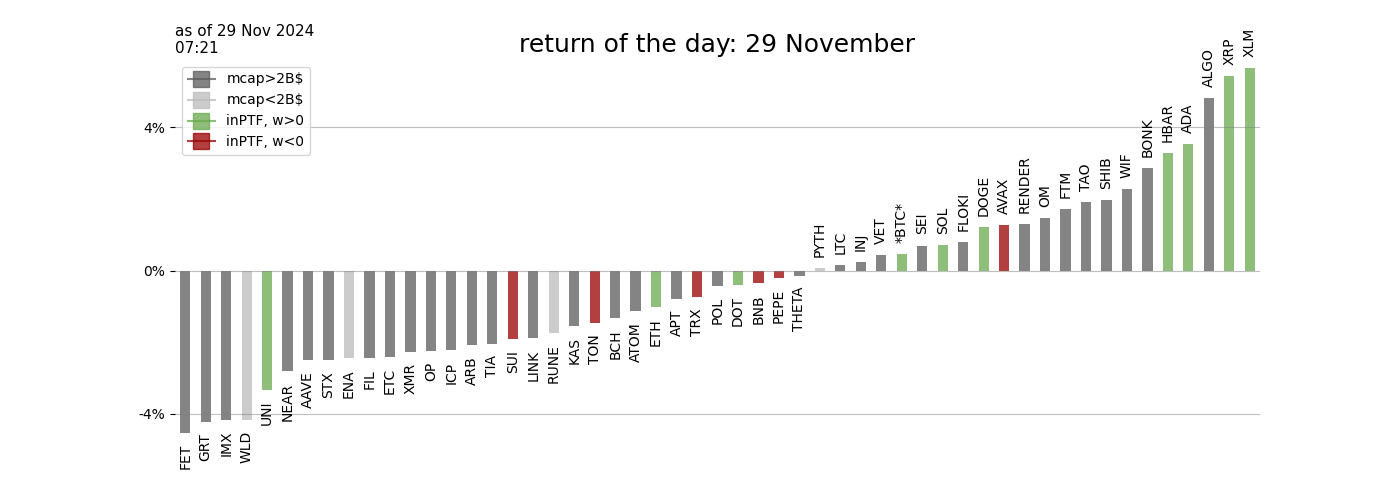 as of 29 Nov 2024
07:21
return of the day: 29 November
mcap>2B$
mcap<2B$
inPTF, w>0
inPTF, w<0
4%
0%
-4%
FET
GRT
IMX
WLD
UNI
NEAR
AAVE
STX
ENA
FIL
ETC
XMR
OP
ICP
ARB
TIA
SUI
LINK
RUNE
KAS
TON
BCH
ATOM
ETH
APT
TRX
POL
DOT
BNB
PEPE
THETA
PYTH
LTC
INJ
VET
*BTC*
SEI
SOL
FLOKI
DOGE
AVAX
RENDER
OM
FTM
TAO
SHIB
WIF
BONK
HBAR
ADA
ALGO
XRP
XLM